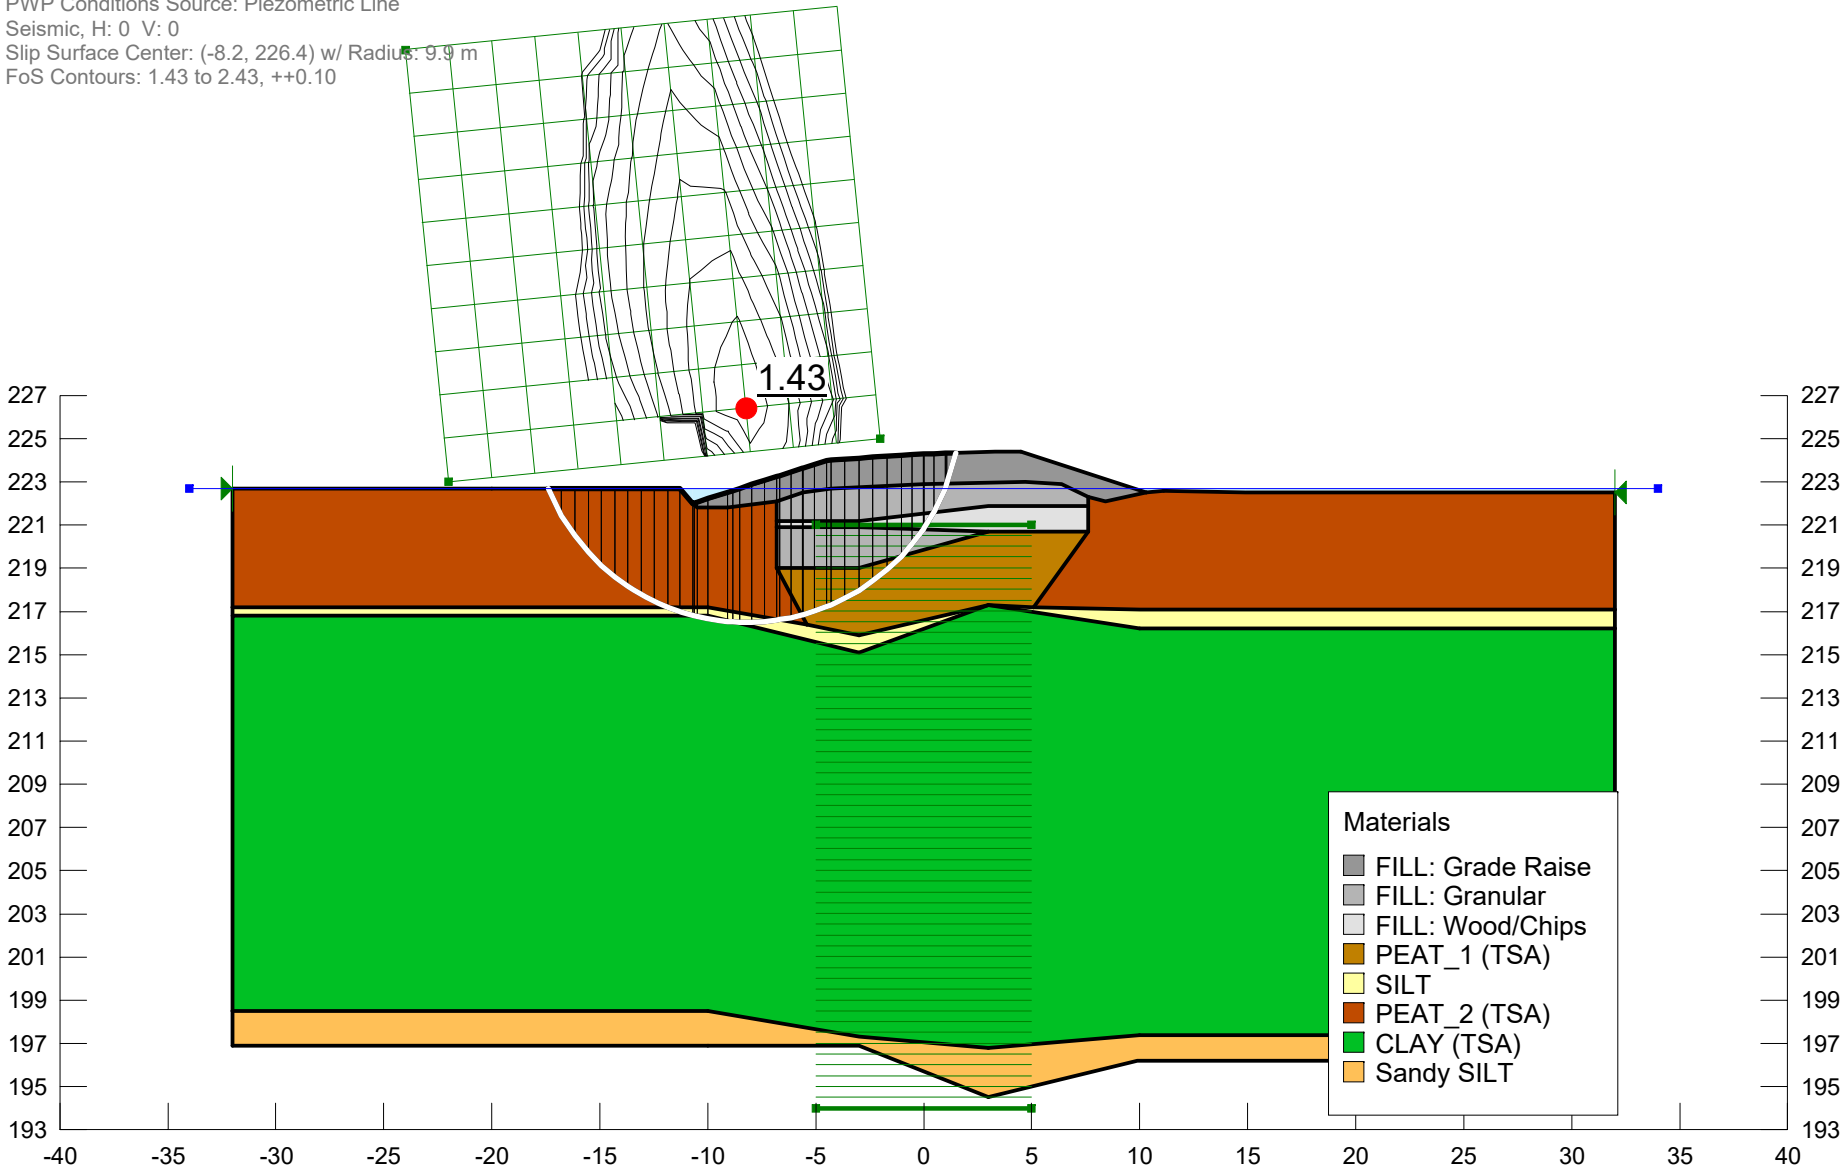 PWP Conditions Source: Piezometric Line
Seismic, H: 0 V: 0
Slip Surface Center: (-8.2, 226.4) w/ Radius: 9.9 m
FoS Contours: 1.43 to 2.43, ++0.10
1.43
227 227
225 225
223 223
221 221
219 219
217 217
215 215
213 213
211 211
209 209
207 207
205 205
203 203
201 201
199 199
197 197
195 195
193 193
Materials
FILL: Grade Raise
FILL: Granular
FILL: Wood/Chips
PEAT_1 (TSA)
SILT
PEAT_2 (TSA)
CLAY (TSA)
Sandy SILT
-40 -35 -30 -25 -20 -15 -10 -5 0 5 10 15 20 25 30 35 40